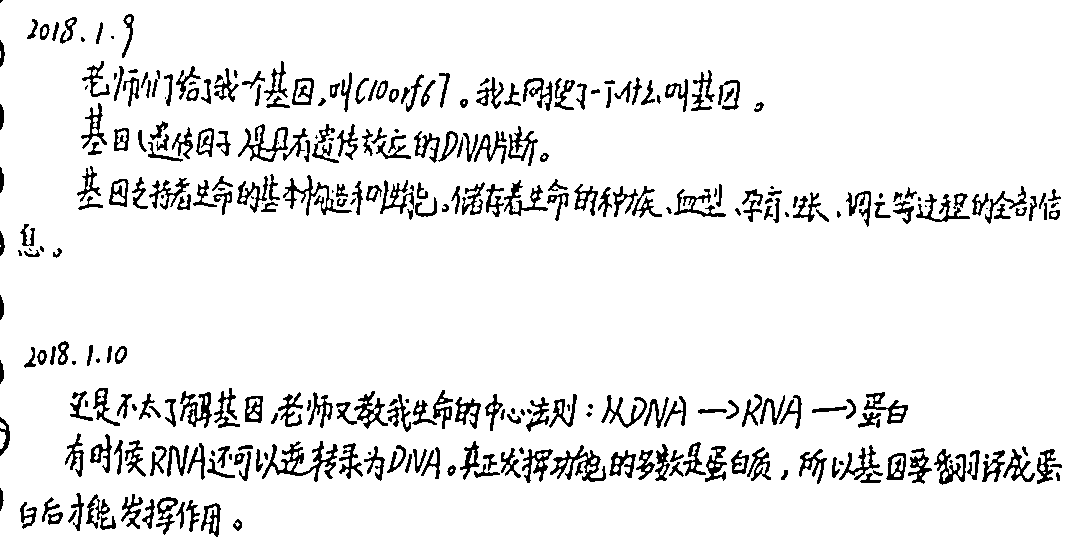 2018.1.9
老师们给了我一个基因,叫C10orf67。我上网搜了一下什么叫基因。
基因(遗传因子)是具有遗传效应的DNA片断。
基因支持着生命的基本构造和性能。储存着生命的种族、血型、孕育、生长、凋亡等过程的全部信
息。
2018.1.10
还是不太了解基因,老师又教我生命的中心法则:从DNA→RNA→蛋白
有时候RNA还可以逆转录为DNA。真正发挥功能的多数是蛋白质,所以基因要翻译成蛋
白后才能发挥作用。